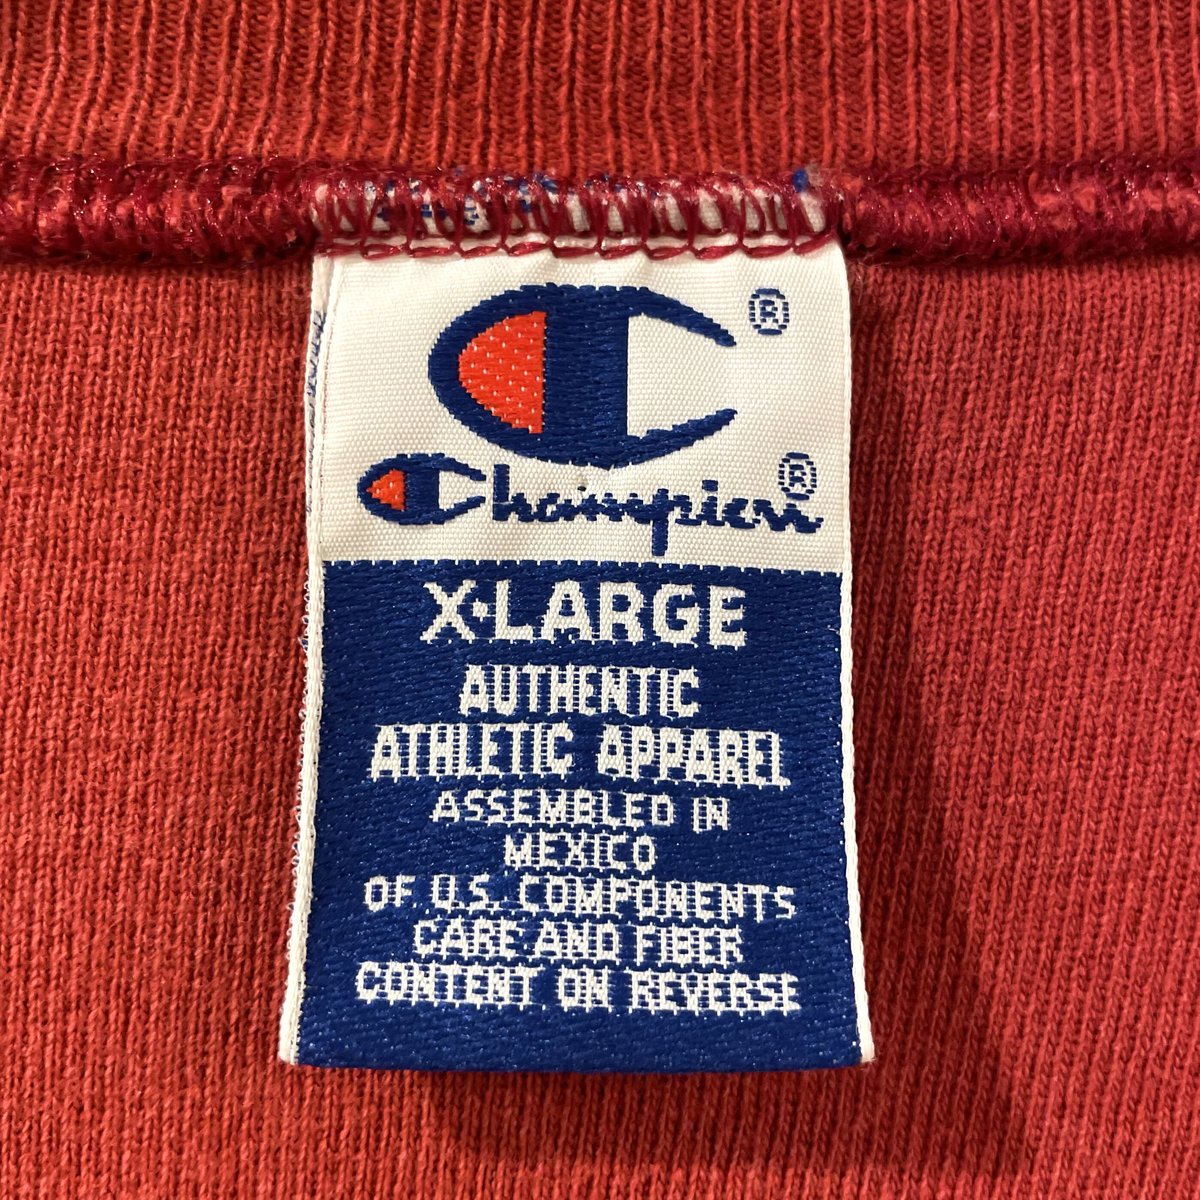 ®
Champion®
X·LARGE
AUTHENTIC
ATHLETIC APPAREL
ASSEMBLED IN
MEXICO
OF U.S. COMPONENTS
CARE AND FIBER
CONTENT ON REVERSE